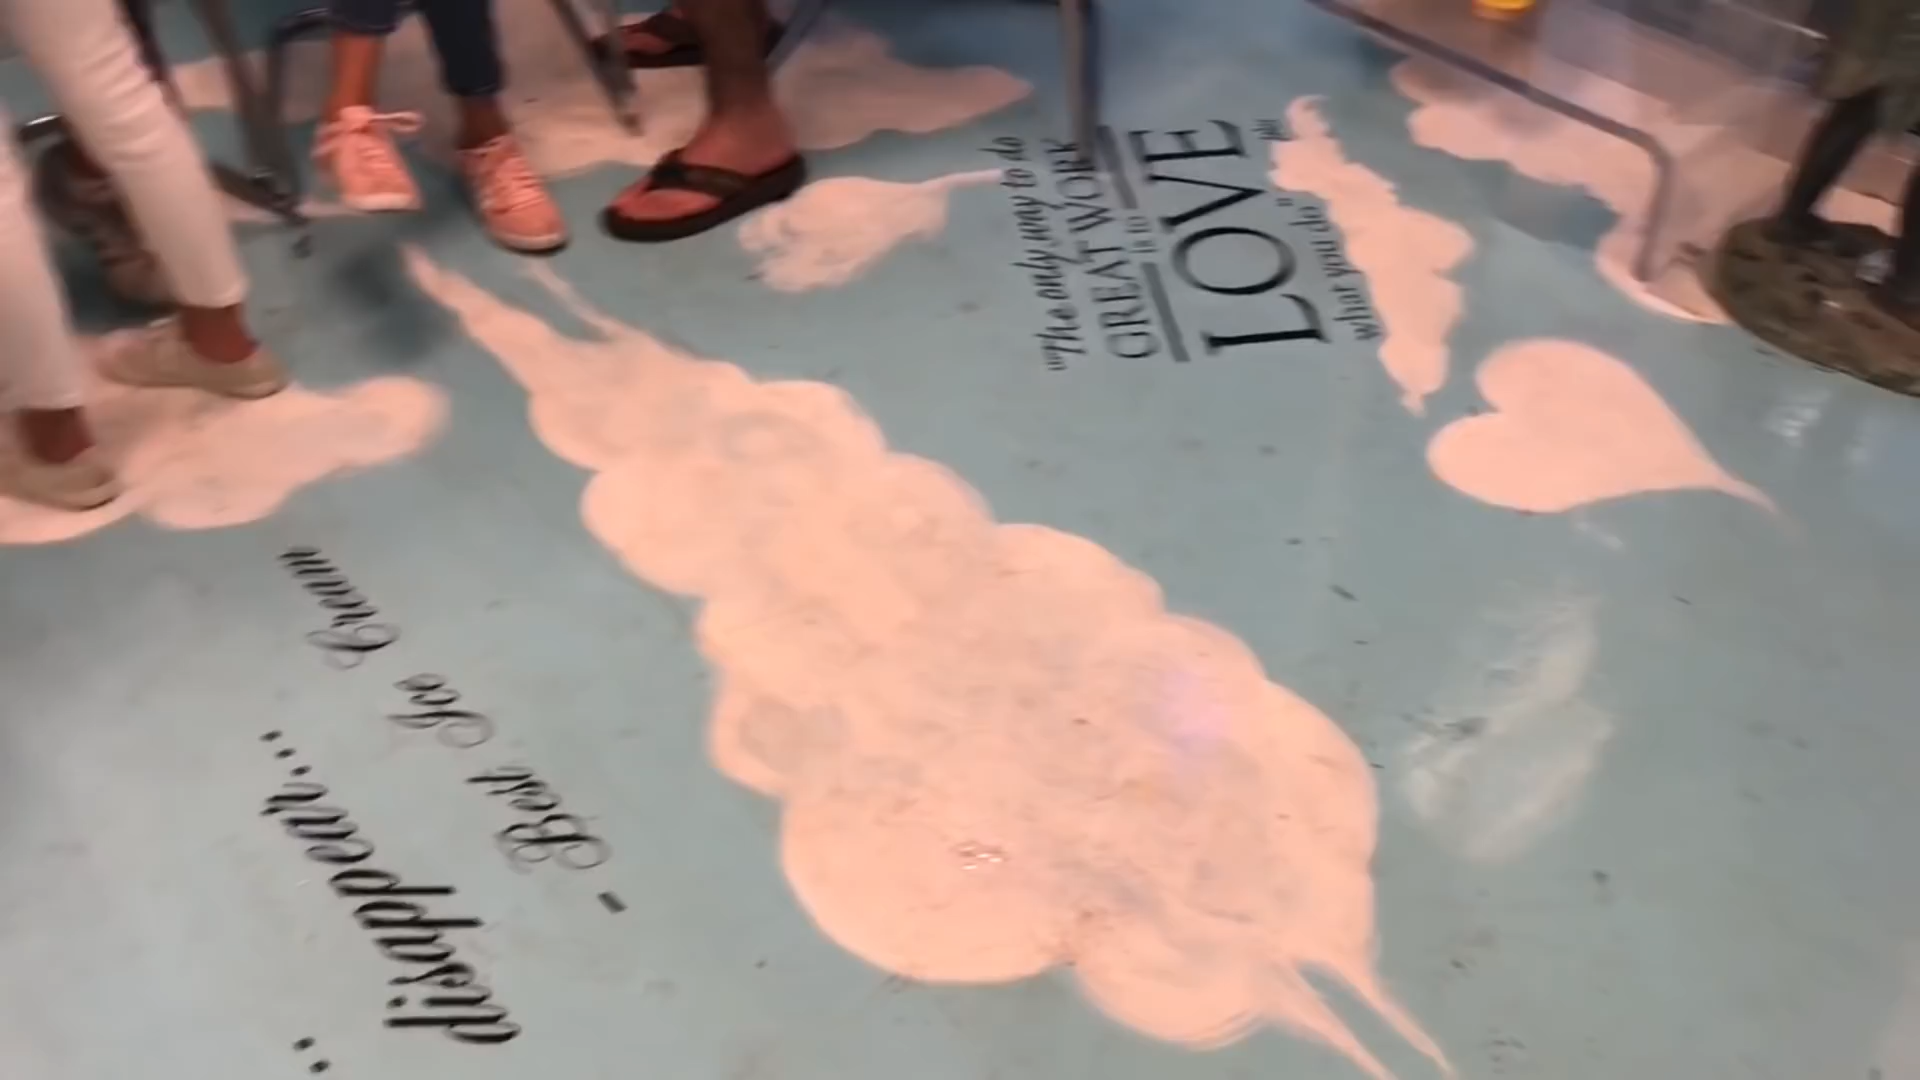 "The only way to do
GREAT WORK
IS TO
LOVE
what you do"
disappear...
- Best Ice Cream